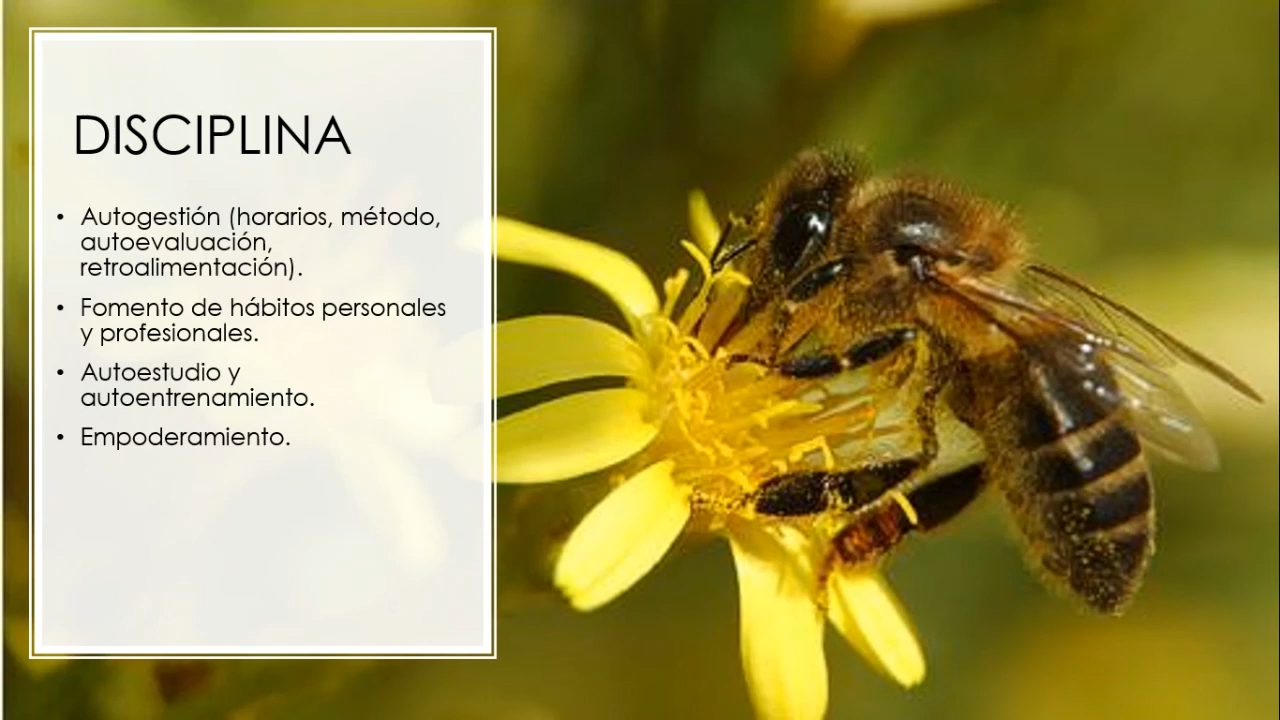 DISCIPLINA
• Autogestión (horarios, método,
autoevaluación,
retroalimentación).
• Fomento de hábitos personales
y profesionales.
• Autoestudio y
autoentrenamiento.
• Empoderamiento.